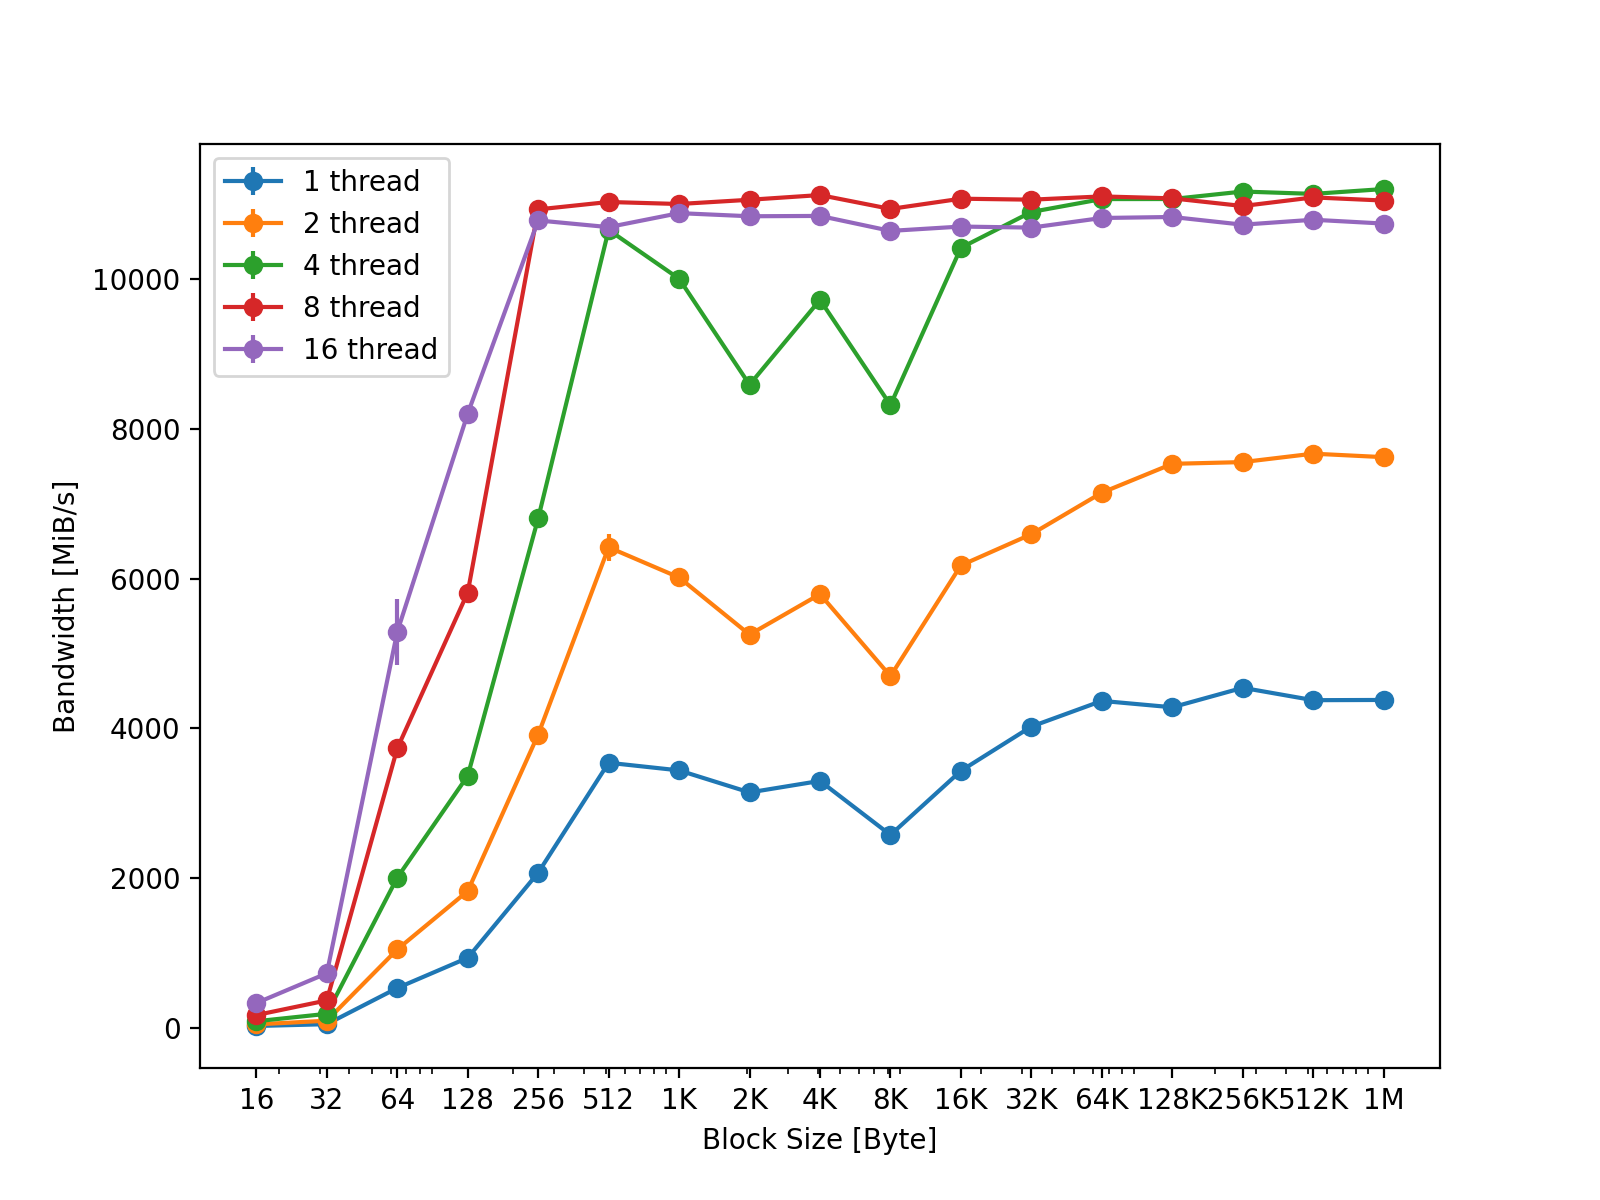 1 thread
2 thread
4 thread
8 thread
16 thread
10000
8000
6000
4000
2000
0
Bandwidth [MiB/s]
16 32 64 128 256 512 1K 2K 4K 8K 16K 32K 64K 128K 256K 512K 1M
Block Size [Byte]